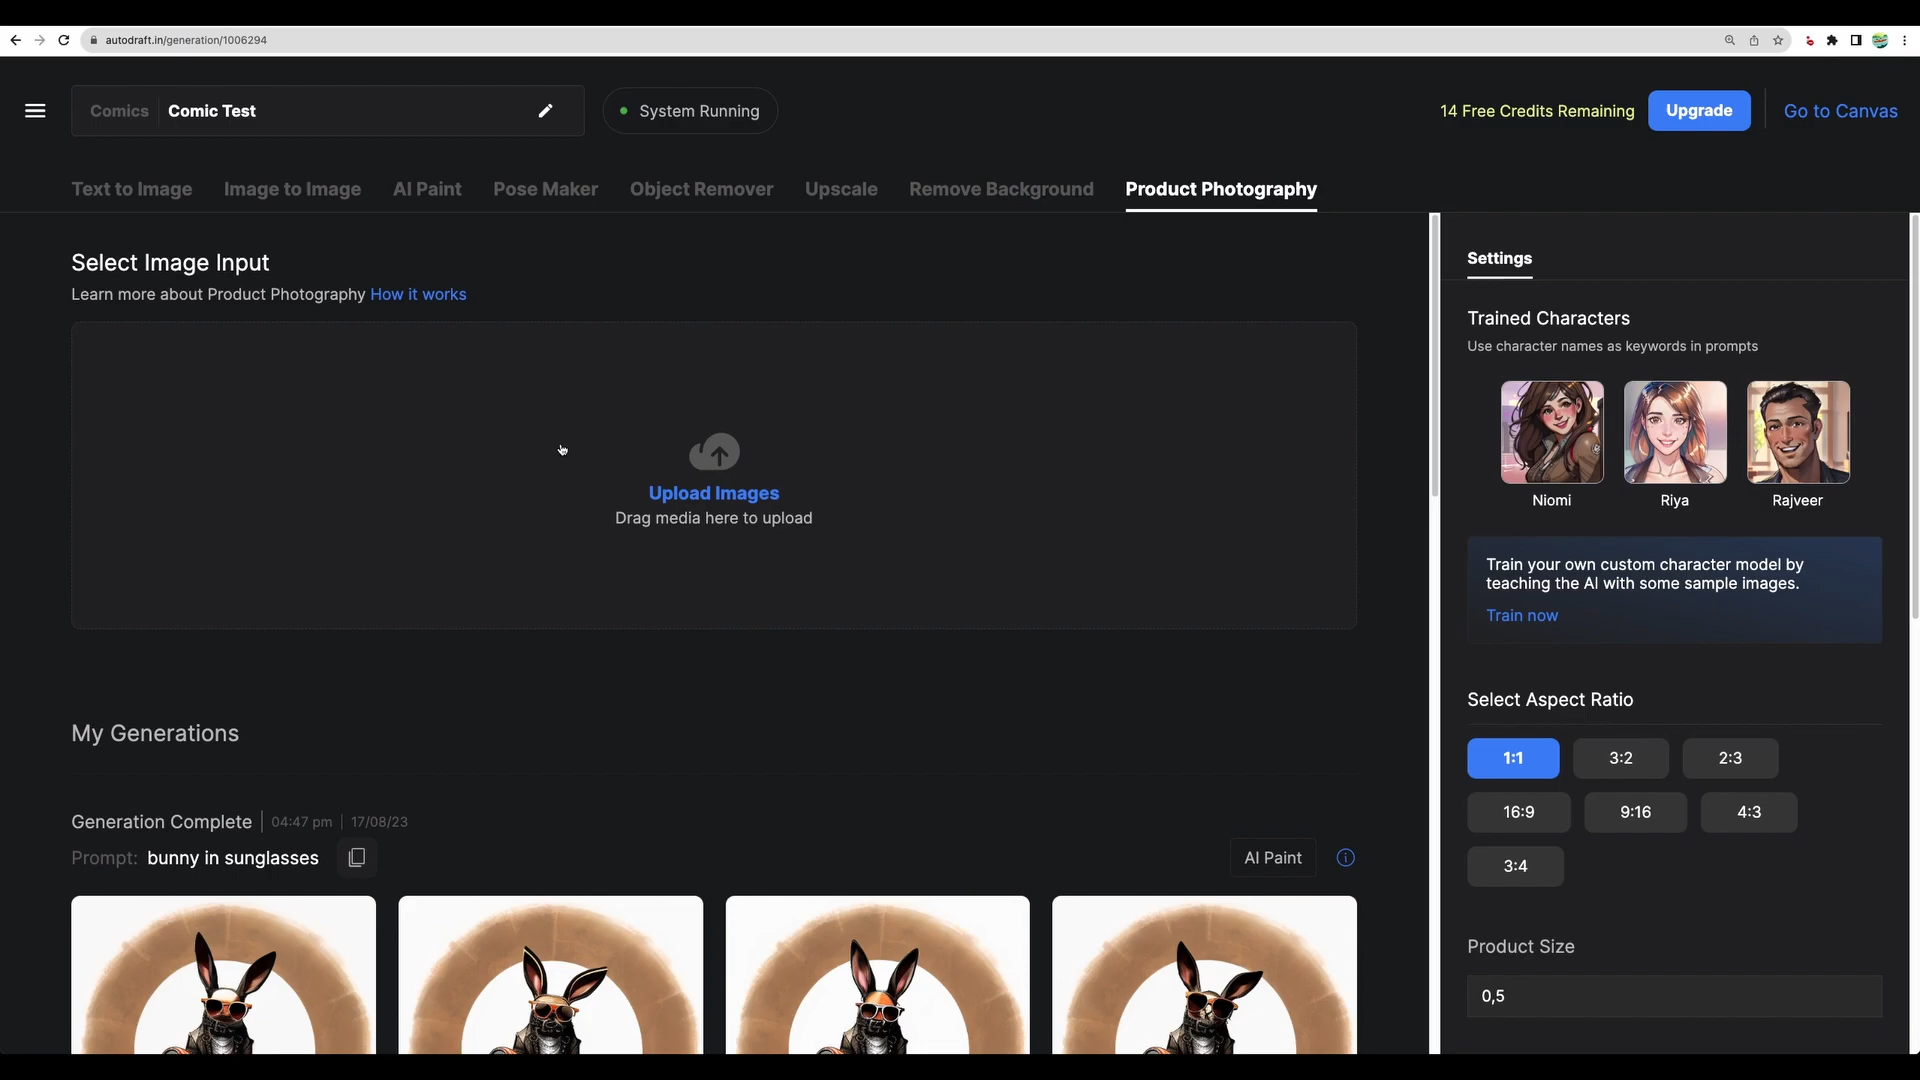 autodraft.in/generation/1006294
Comics Comic Test
System Running
14 Free Credits Remaining
Upgrade
Go to Canvas
Text to Image
Image to Image
AI Paint
Pose Maker
Object Remover
Upscale
Remove Background
Product Photography
Select Image Input
Learn more about Product Photography How it works
Upload Images
Drag media here to upload
My Generations
Generation Complete 04:47 pm 17/08/23
Prompt: bunny in sunglasses
AI Paint
Settings
Trained Characters
Use character names as keywords in prompts
Niomi
Riya
Rajveer
Train your own custom character model by
teaching the AI with some sample images.
Train now
Select Aspect Ratio
1:1
3:2
2:3
16:9
9:16
4:3
3:4
Product Size
0,5